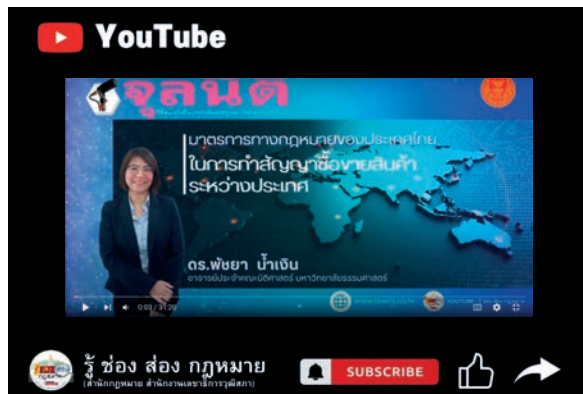 YouTube
จุลนิติ
มาตรการทางกฎหมายของประเทศไทย
ในการทำสัญญาซื้อขายสินค้า
ระหว่างประเทศ
ดร.พัชยา น้ำเงิน
อาจารย์ประจำคณะนิติศาสตร์ มหาวิทยาลัยธรรมศาสตร์
0:03 / 31:20
รู้ ช่อง ส่อง กฎหมาย
(สำนักกฎหมาย สำนักงานเลขาธิการวุฒิสภา)
SUBSCRIBE